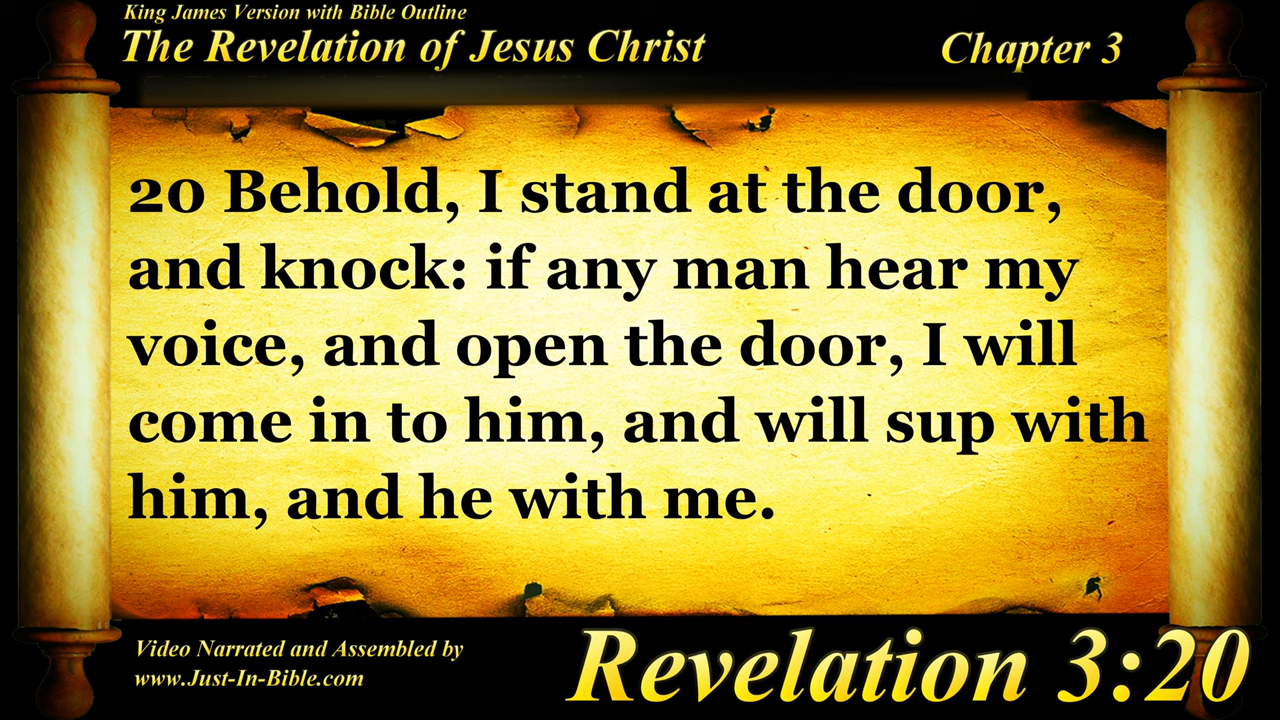 King James Version with Bible Outline
The Revelation of Jesus Christ
Chapter 3
20 Behold, I stand at the door,
and knock: if any man hear my
voice, and open the door, I will
come in to him, and will sup with
him, and he with me.
Video Narrated and Assembled by
www.Just-In-Bible.com
Revelation 3:20